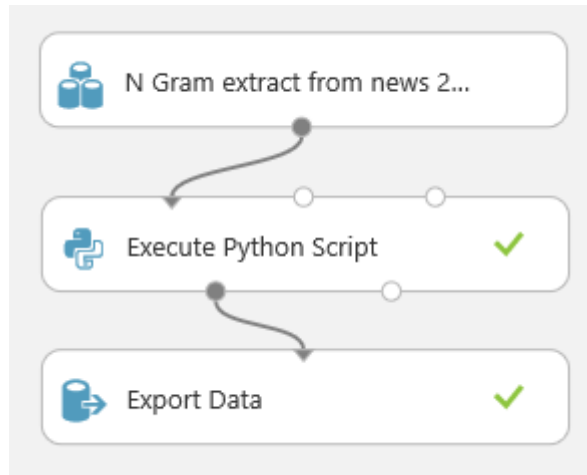 N Gram extract from news 2...
Execute Python Script
Export Data